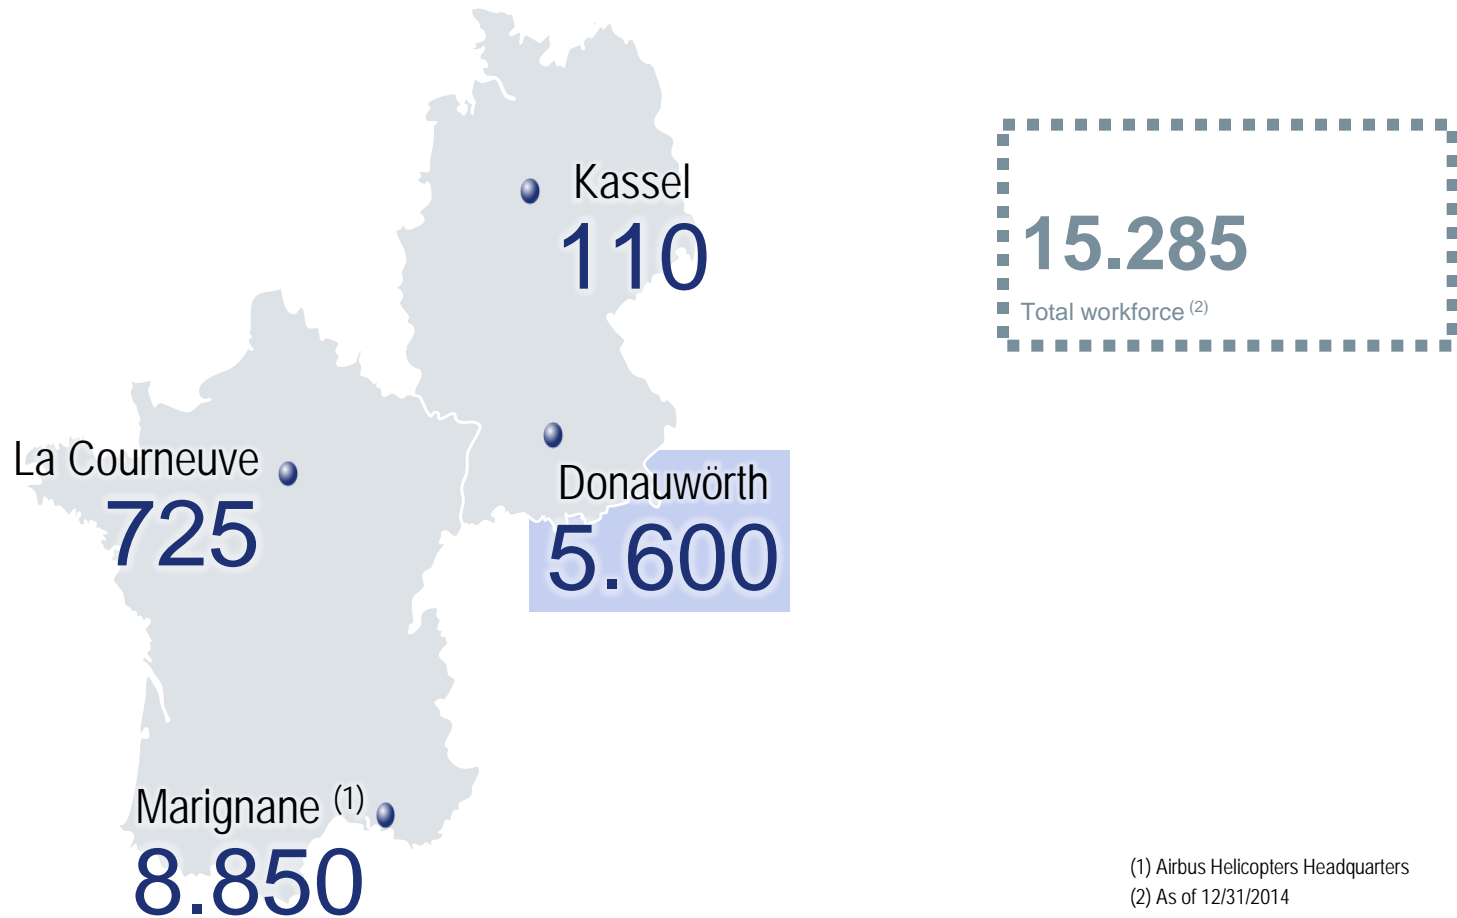 Kassel
110
15.285
Total workforce (2)
La Courneuve
725
Donauwörth
5.600
Marignane (1)
8.850
(1) Airbus Helicopters Headquarters
(2) As of 12/31/2014